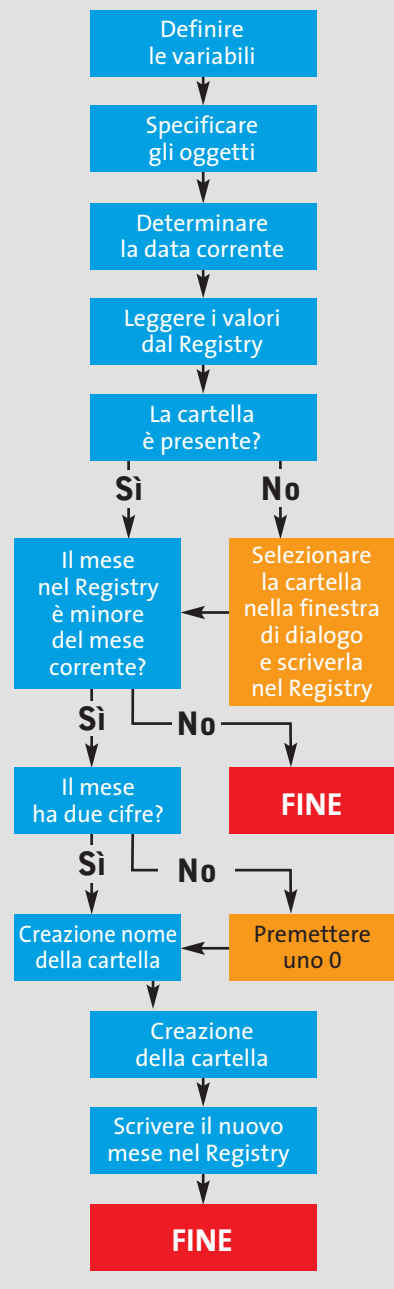 Definire
le variabili
Specificare
gli oggetti
Determinare
la data corrente
Leggere i valori
dal Registry
La cartella
è presente?
Sì
No
Il mese
nel Registry
è minore
del mese
corrente?
Selezionare
la cartella
nella finestra
di dialogo
e scriverla
nel Registry
Sì
No
Il mese
ha due cifre?
FINE
Sì
No
Creazione nome
della cartella
Premettere
uno 0
Creazione
della cartella
Scrivere il nuovo
mese nel Registry
FINE